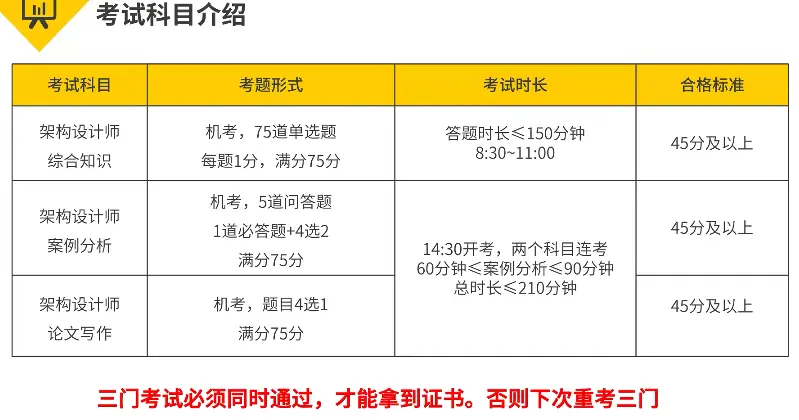 考试科目介绍
考试科目
考题形式
考试时长
合格标准
架构设计师
综合知识
机考，75道单选题
每题1分，满分75分
答题时长≤150分钟
8:30~11:00
45分及以上
架构设计师
案例分析
机考，5道问答题
1道必答题+4选2
满分75分
14:30开考，两个科目连考
60分钟≤案例分析≤90分钟
总时长≤210分钟
45分及以上
架构设计师
论文写作
机考，题目4选1
满分75分
45分及以上
三门考试必须同时通过，才能拿到证书。否则下次重考三门